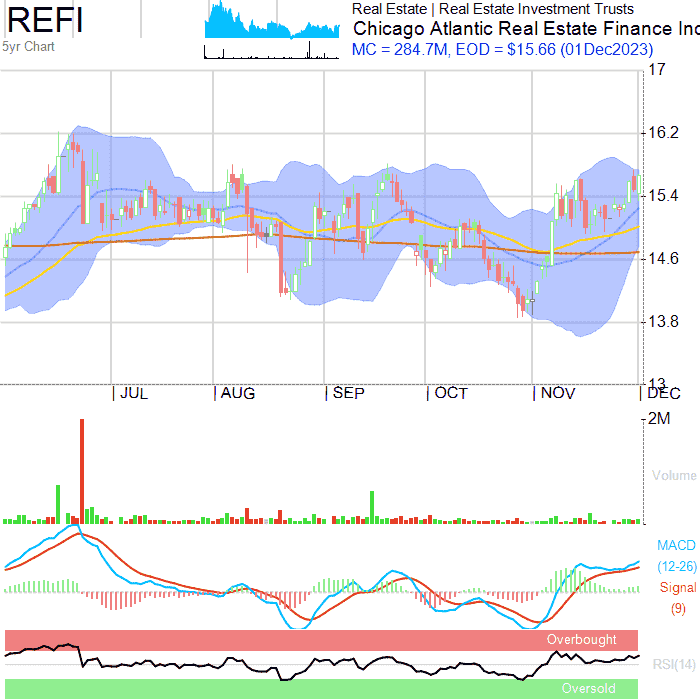 REFI
5yr Chart
Real Estate | Real Estate Investment Trusts
Chicago Atlantic Real Estate Finance Inc
MC = 284.7M, EOD = $15.66 (01Dec2023)
17
16.2
15.4
14.6
13.8
13
JUL AUG SEP OCT NOV DEC
2M
Volume
MACD
(12-26)
Signal
(9)
Overbought
RSI(14)
Oversold